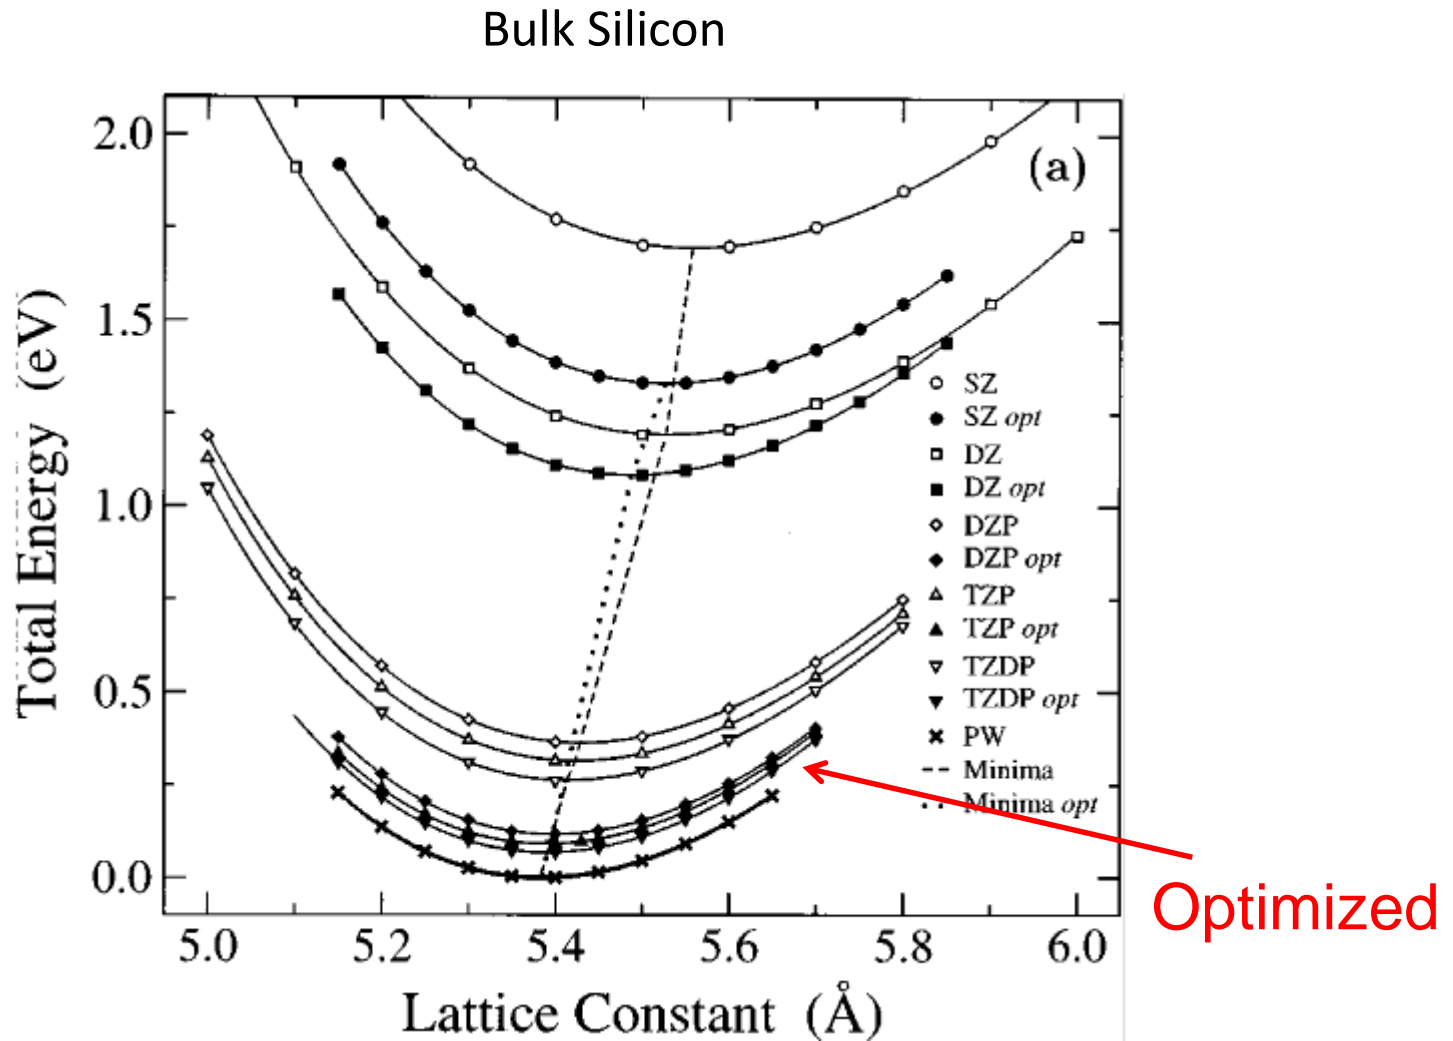 Bulk Silicon
(a)
2.0
1.5
1.0
0.5
0.0
Total Energy (eV)
SZ
SZ opt
DZ
DZ opt
DZP
DZP opt
TZP
TZP opt
TZDP
TZDP opt
PW
Minima
Minima opt
Optimized
5.0 5.2 5.4 5.6 5.8 6.0
Lattice Constant (Å)